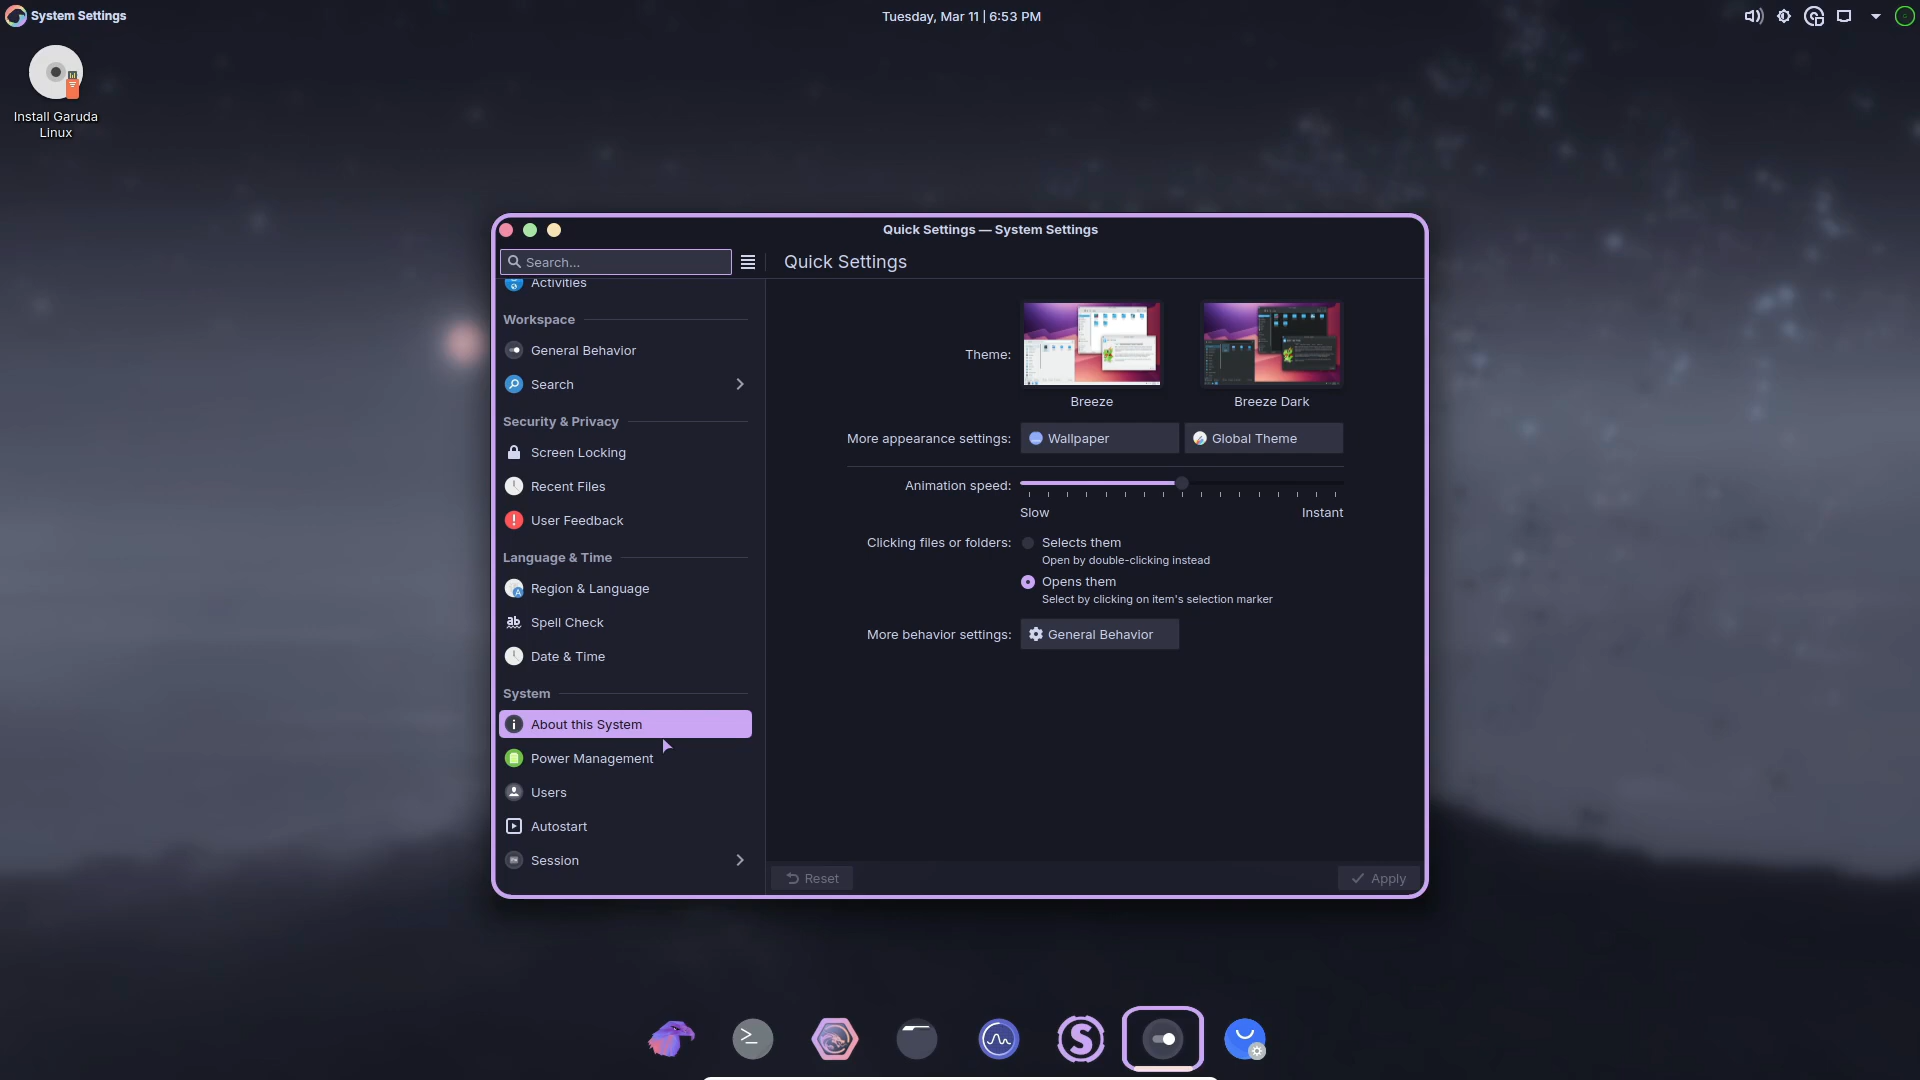 System Settings
Tuesday, Mar 11 | 6:53 PM
Install Garuda
Linux
Quick Settings — System Settings
Search...
Quick Settings
Activities
Workspace
General Behavior
Search
Security & Privacy
Screen Locking
Recent Files
User Feedback
Language & Time
Region & Language
Spell Check
Date & Time
System
About this System
Power Management
Users
Autostart
Session
Theme:
Breeze
Breeze Dark
More appearance settings:
Wallpaper
Global Theme
Animation speed:
Slow
Instant
Clicking files or folders:
Selects them
Open by double-clicking instead
Opens them
Select by clicking on item's selection marker
More behavior settings:
General Behavior
Reset
Apply